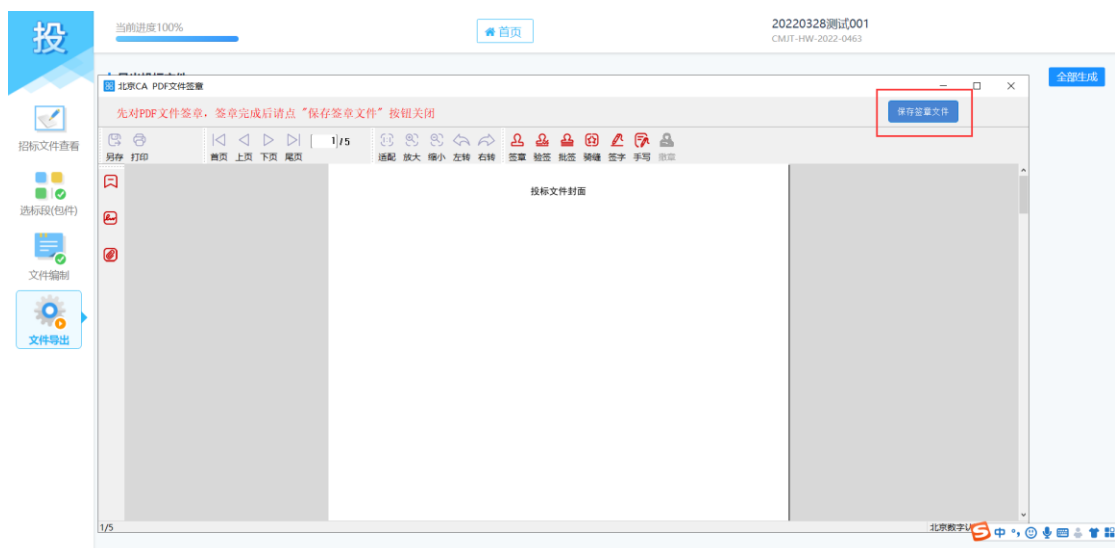 投
当前进度100%
首页
20220328测试001
CMJT-HW-2022-0463
全部生成
北京CA PDF文件签章
先对PDF文件签章，签章完成后请点 "保存签章文件" 按钮关闭
保存签章文件
1/5
另存 打印 首页 上页 下页 尾页 适配 放大 缩小 左转 右转 签章 验签 批签 骑缝 签字 手写 撤章
招标文件查看
选标段(包件)
文件编制
文件导出
投标文件封面
1/5
北京数字
中